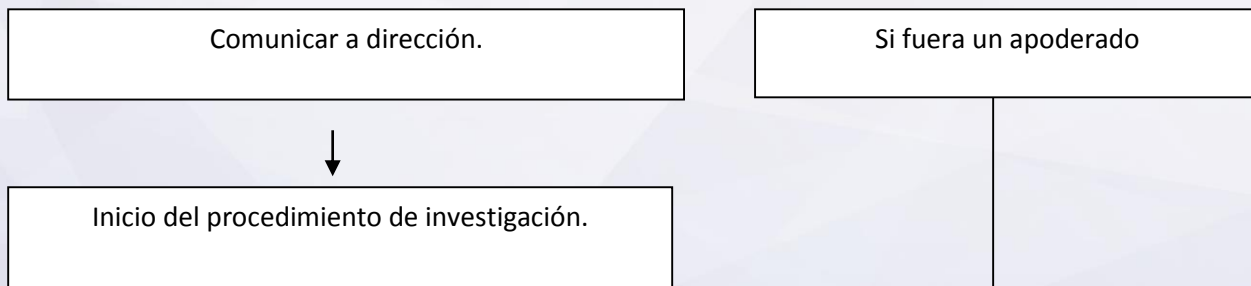 Comunicar a dirección.
Si fuera un apoderado
Inicio del procedimiento de investigación.